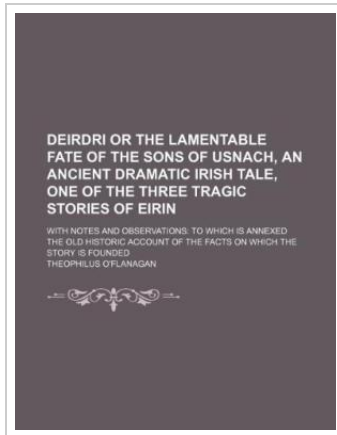 DEIRDRI OR THE LAMENTABLE
FATE OF THE SONS OF USNACH, AN
ANCIENT DRAMATIC IRISH TALE,
ONE OF THE THREE TRAGIC
STORIES OF EIRIN
WITH NOTES AND OBSERVATIONS: TO WHICH IS ANNEXED
THE OLD HISTORIC ACCOUNT OF THE FACTS ON WHICH THE
STORY IS FOUNDED
THEOPHILUS O'FLANAGAN